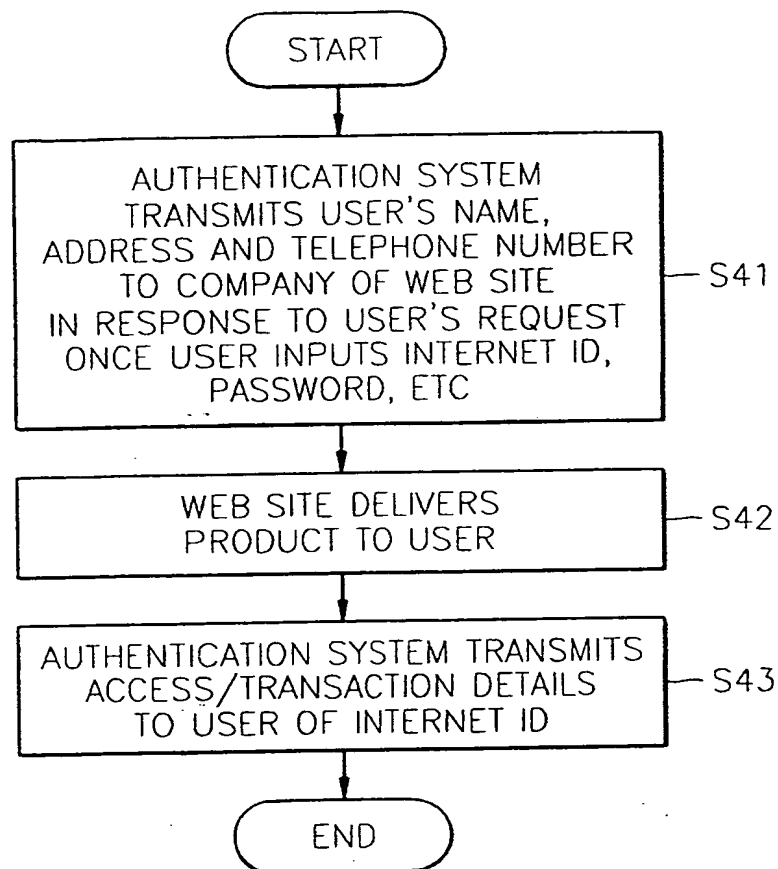 START
AUTHENTICATION SYSTEM
TRANSMITS USER'S NAME,
ADDRESS AND TELEPHONE NUMBER
TO COMPANY OF WEB SITE
IN RESPONSE TO USER'S REQUEST
ONCE USER INPUTS INTERNET ID,
PASSWORD, ETC
S41
WEB SITE DELIVERS
PRODUCT TO USER
S42
AUTHENTICATION SYSTEM TRANSMITS
ACCESS/TRANSACTION DETAILS
TO USER OF INTERNET ID
S43
END